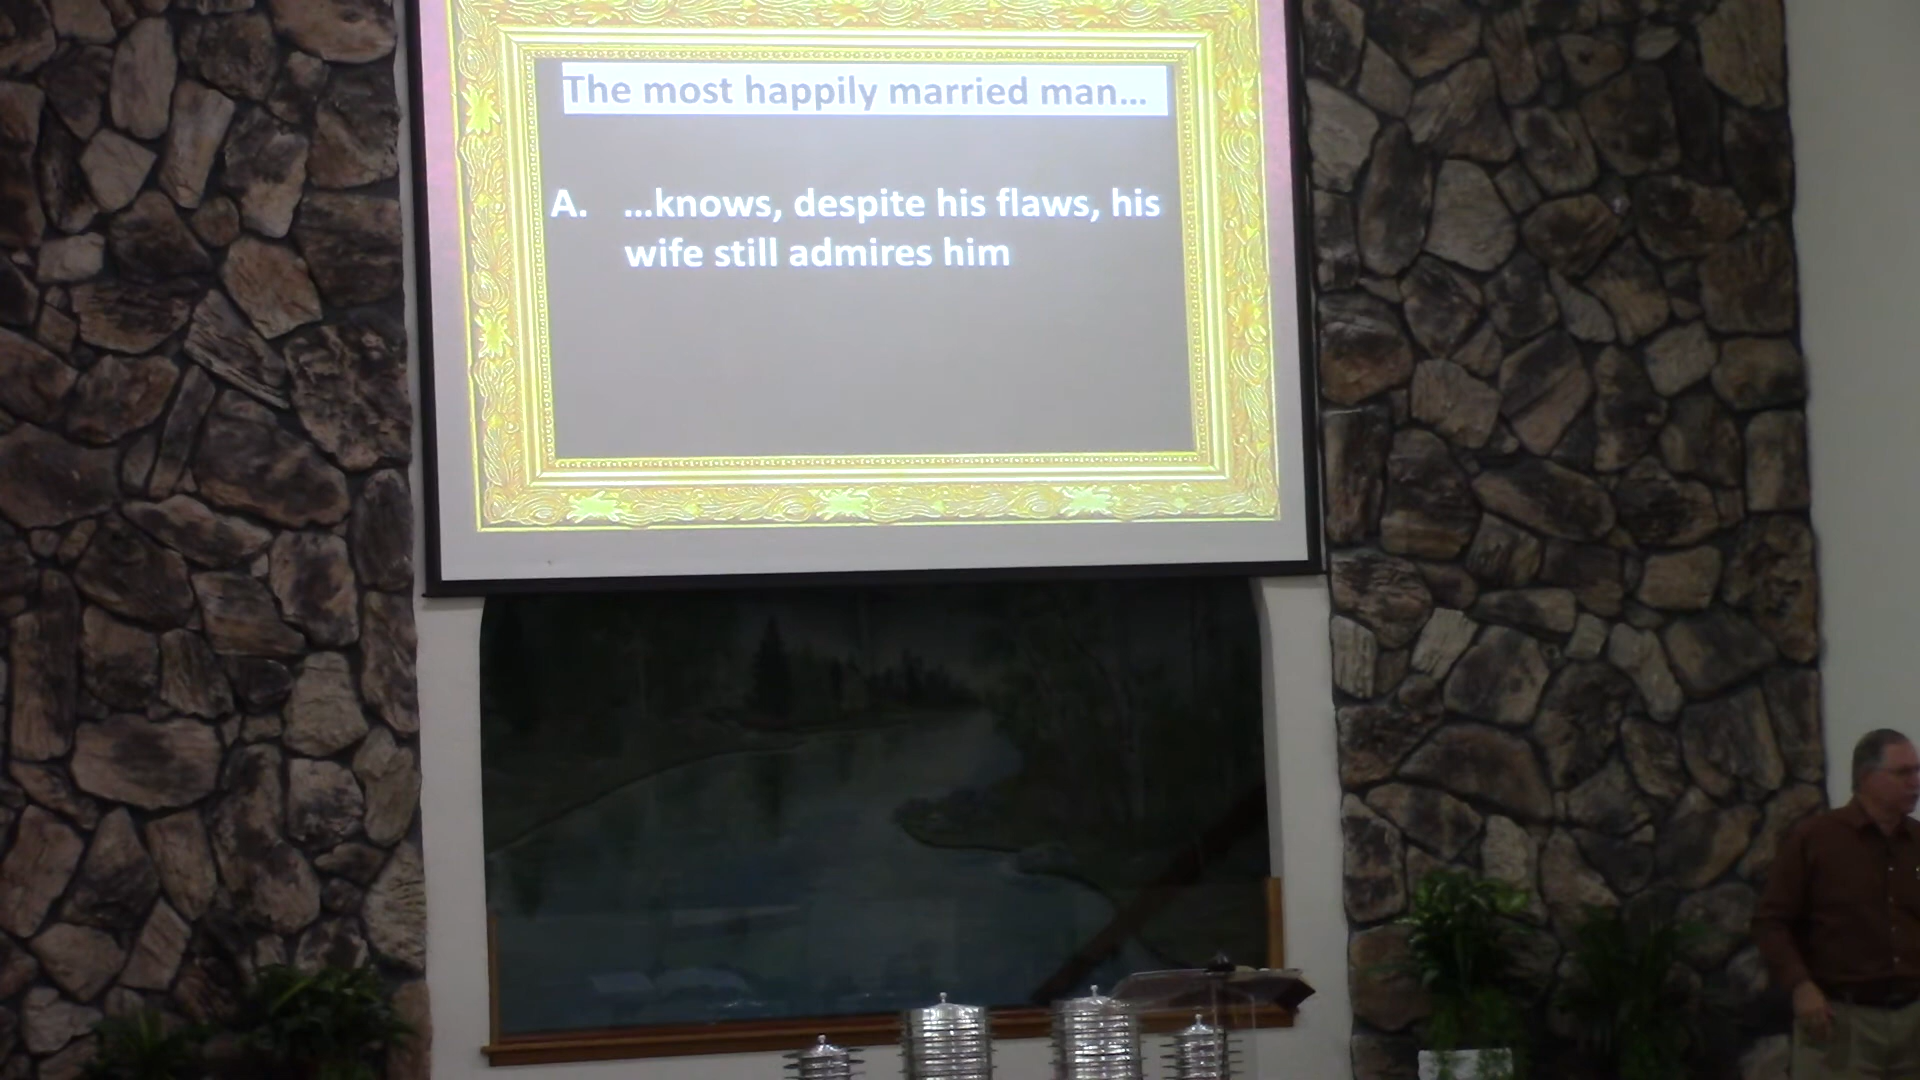 The most happily married man...
A. ...knows, despite his flaws, his
wife still admires him